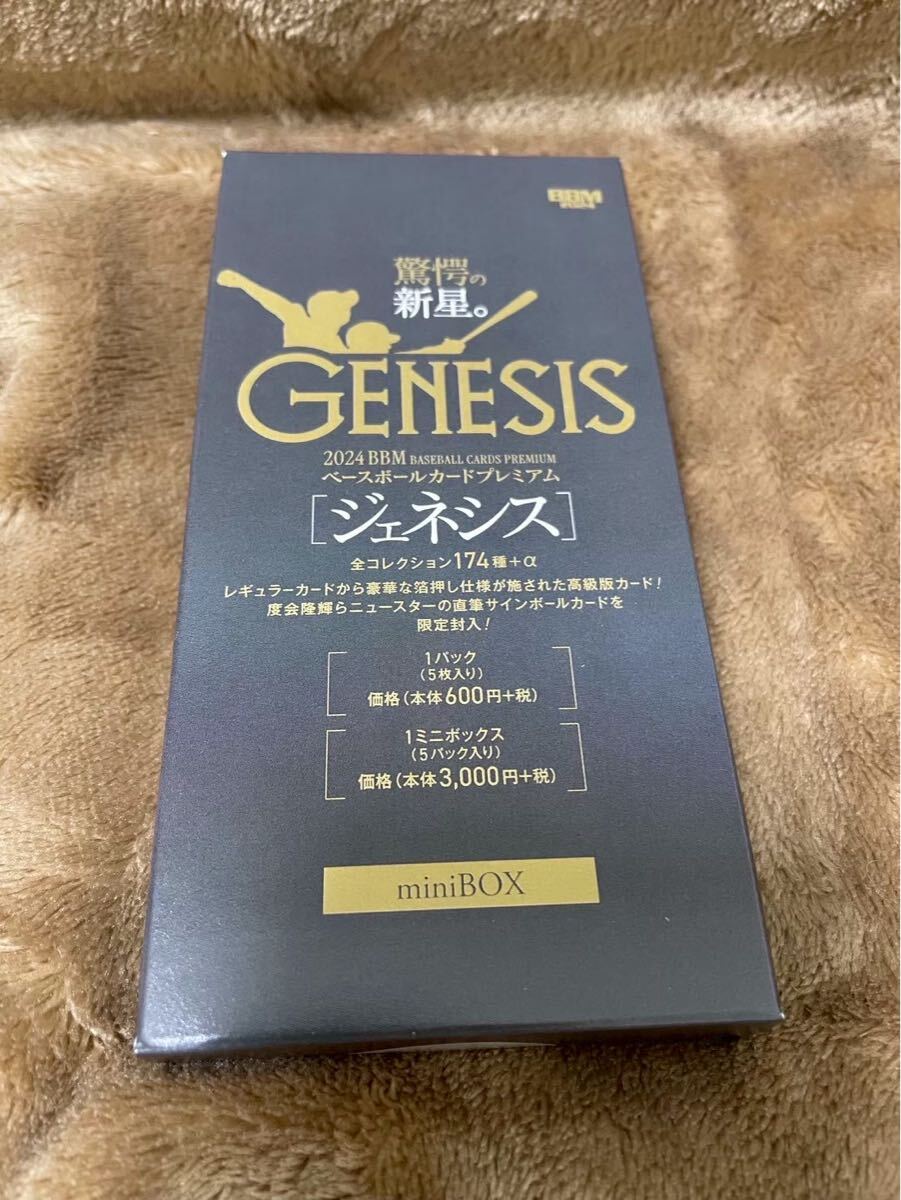 BBM
驚愕の
新星。
GENESIS
2024 BBM BASEBALL CARDS PREMIUM
ベースボールカードプレミアム
[ジェネシス]
全コレクション174種+α
レギュラーカードから豪華な箔押し仕様が施された高級版カード!
度会隆輝らニュースターの直筆サインボールカードを
限定封入!
1パック
(5枚入り)
価格(本体600円+税)
1ミニボックス
(5パック入り)
価格(本体3,000円+税)
miniBOX